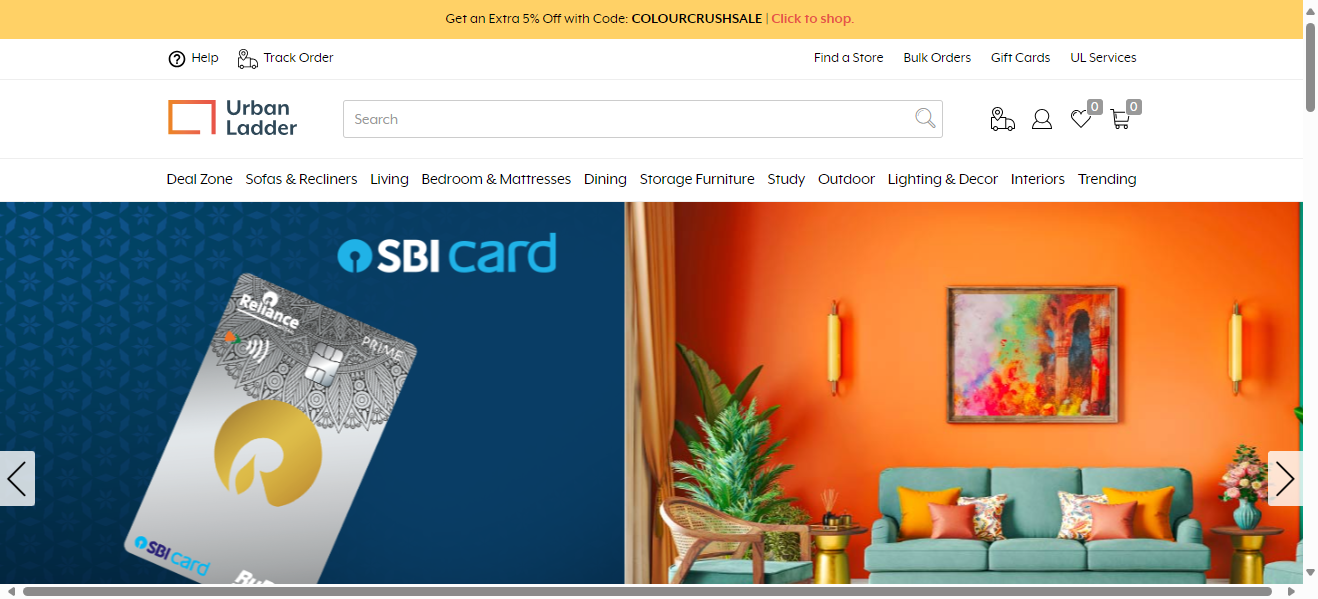 Get an Extra 5% Off with Code: COLOURCRUSHSALE | Click to shop.
Help Track Order Find a Store Bulk Orders Gift Cards UL Services
Urban
Ladder
Search
0 0
Deal Zone Sofas & Recliners Living Bedroom & Mattresses Dining Storage Furniture Study Outdoor Lighting & Decor Interiors Trending
SBI card
Reliance
PRIME
SBI card